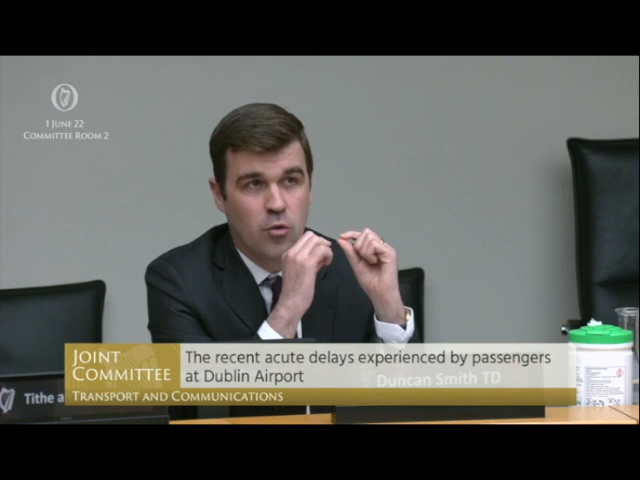 1 June 22
Committee Room 2
Joint
Committee
The recent acute delays experienced by passengers
at Dublin Airport
Duncan Smith TD
Tithe a
Transport and Communications